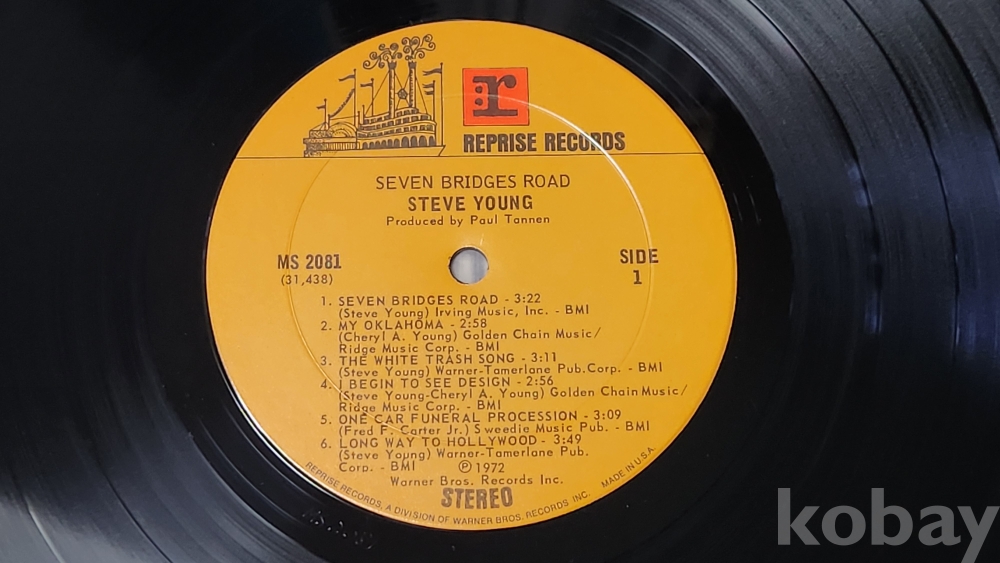 r:
REPRISE RECORDS
SEVEN BRIDGES ROAD
STEVE YOUNG
Produced by Paul Tannen
MS 2081
(31,438)
SIDE
1
1. SEVEN BRIDGES ROAD - 3:22
(Steve Young) Irving Music, Inc. - BMI
2. MY OKLAHOMA - 2:58
(Cheryl A. Young) Golden Chain Music/
Ridge Music Corp. - BMI
3. THE WHITE TRASH SONG - 3:11
(Steve Young) Warner-Tamerlane Pub.Corp. - BMI
4. I BEGIN TO SEE DESIGN - 2:56
(Steve Young-Cheryl A. Young) Golden Chain Music/
Ridge Music Corp. - BMI
5. ONE CAR FUNERAL PROCESSION - 3:09
(Fred F. Carter Jr.) Sweedie Music Pub. - BMI
6. LONG WAY TO HOLLYWOOD - 3:49
(Steve Young) Warner-Tamerlane Pub.
Corp. - BMI ℗ 1972
Warner Bros. Records Inc.
STEREO
REPRISE RECORDS, A DIVISION OF WARNER BROS. RECORDS INC. MADE IN U.S.A.
kobay